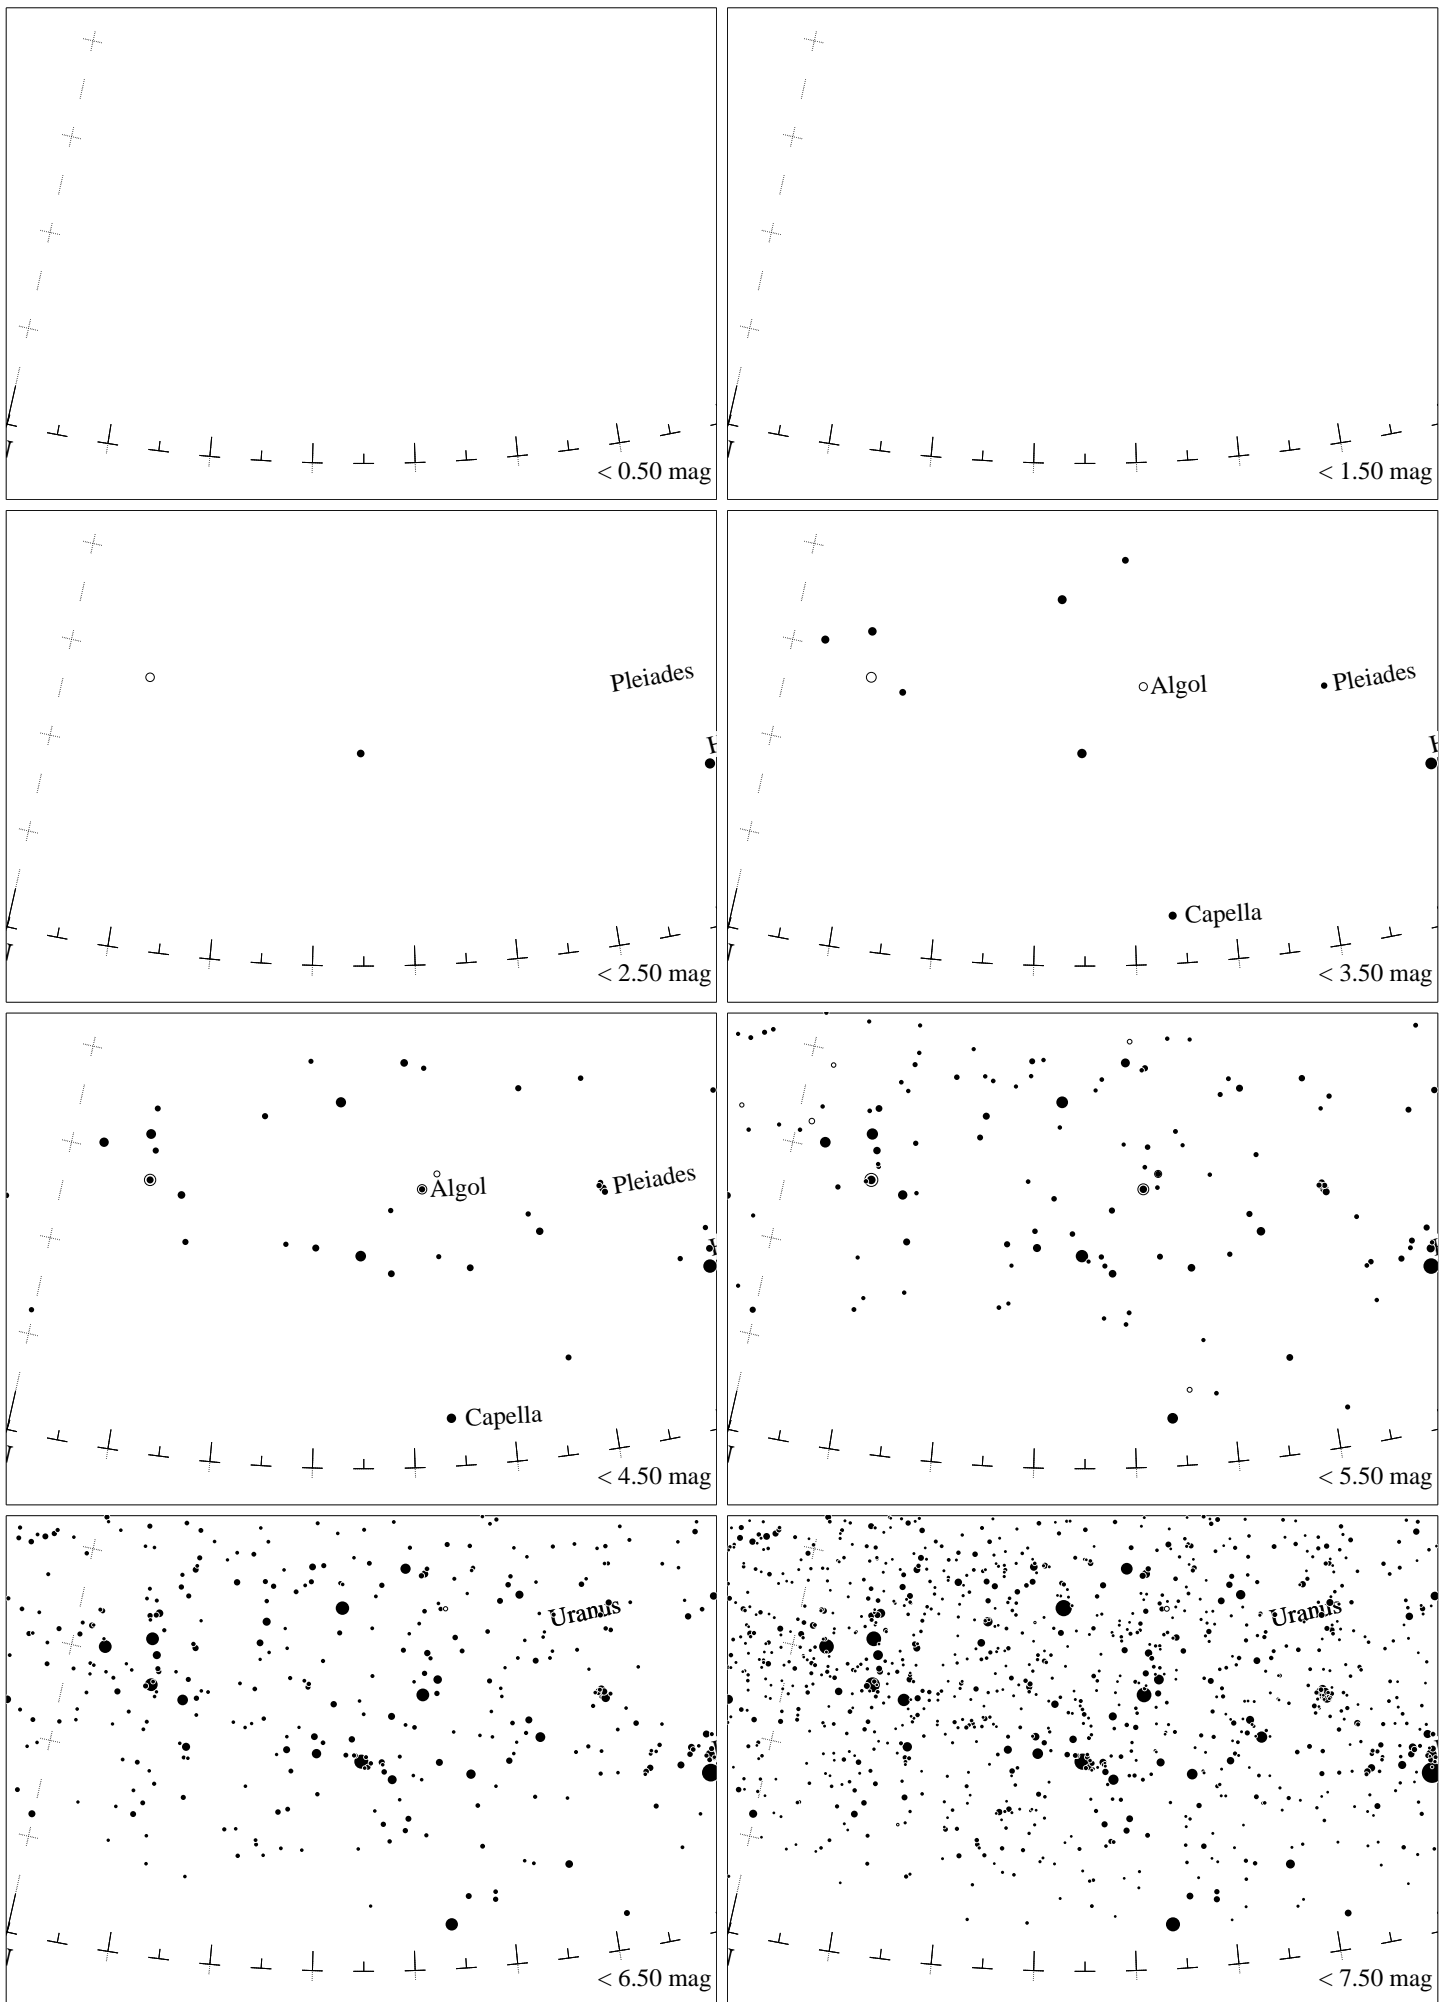 < 0.50 mag
< 1.50 mag
Pleiades
< 2.50 mag
Algol
Pleiades
Capella
< 3.50 mag
Algol
Pleiades
Capella
< 4.50 mag
< 5.50 mag
Uranus
< 6.50 mag
Uranus
< 7.50 mag